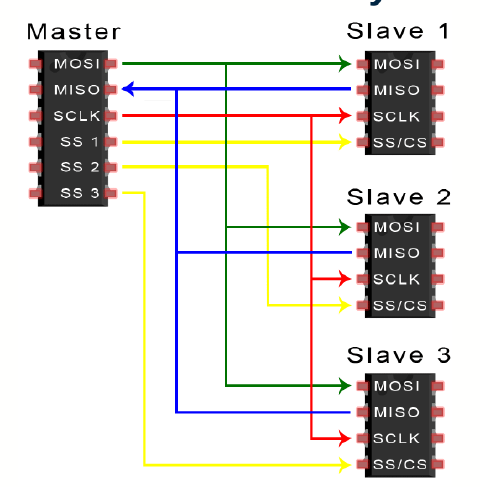 Master
MOSI
MISO
SCLK
SS 1
SS 2
SS 3
Slave 1
MOSI
MISO
SCLK
SS/CS
Slave 2
MOSI
MISO
SCLK
SS/CS
Slave 3
MOSI
MISO
SCLK
SS/CS